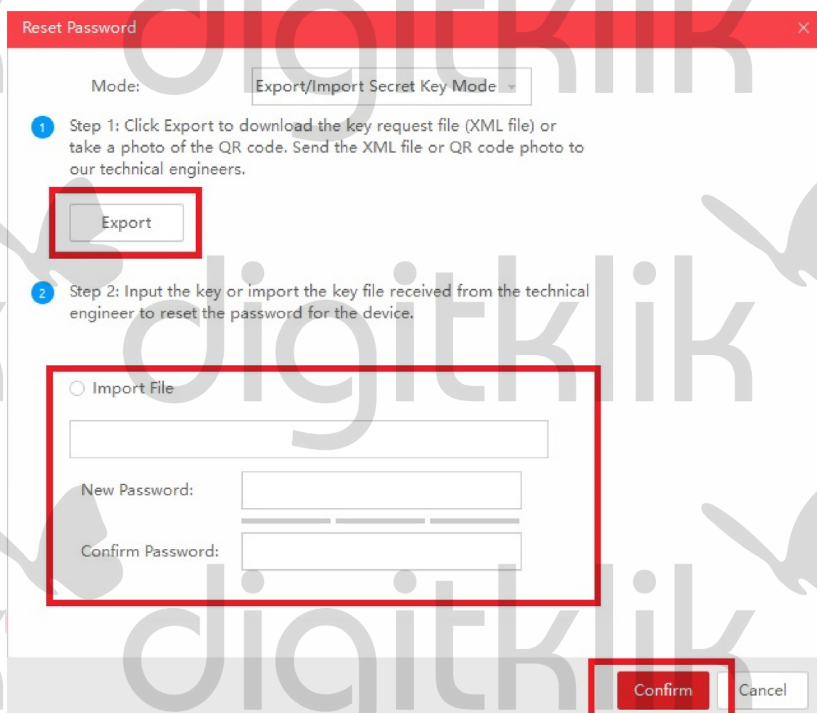 Reset Password
Mode: Export/Import Secret Key Mode
1 Step 1: Click Export to download the key request file (XML file) or
take a photo of the QR code. Send the XML file or QR code photo to
our technical engineers.
Export
2 Step 2: Input the key or import the key file received from the technical
engineer to reset the password for the device.
Import File
New Password:
Confirm Password:
Confirm Cancel
digitklik
digitklik
digitklik